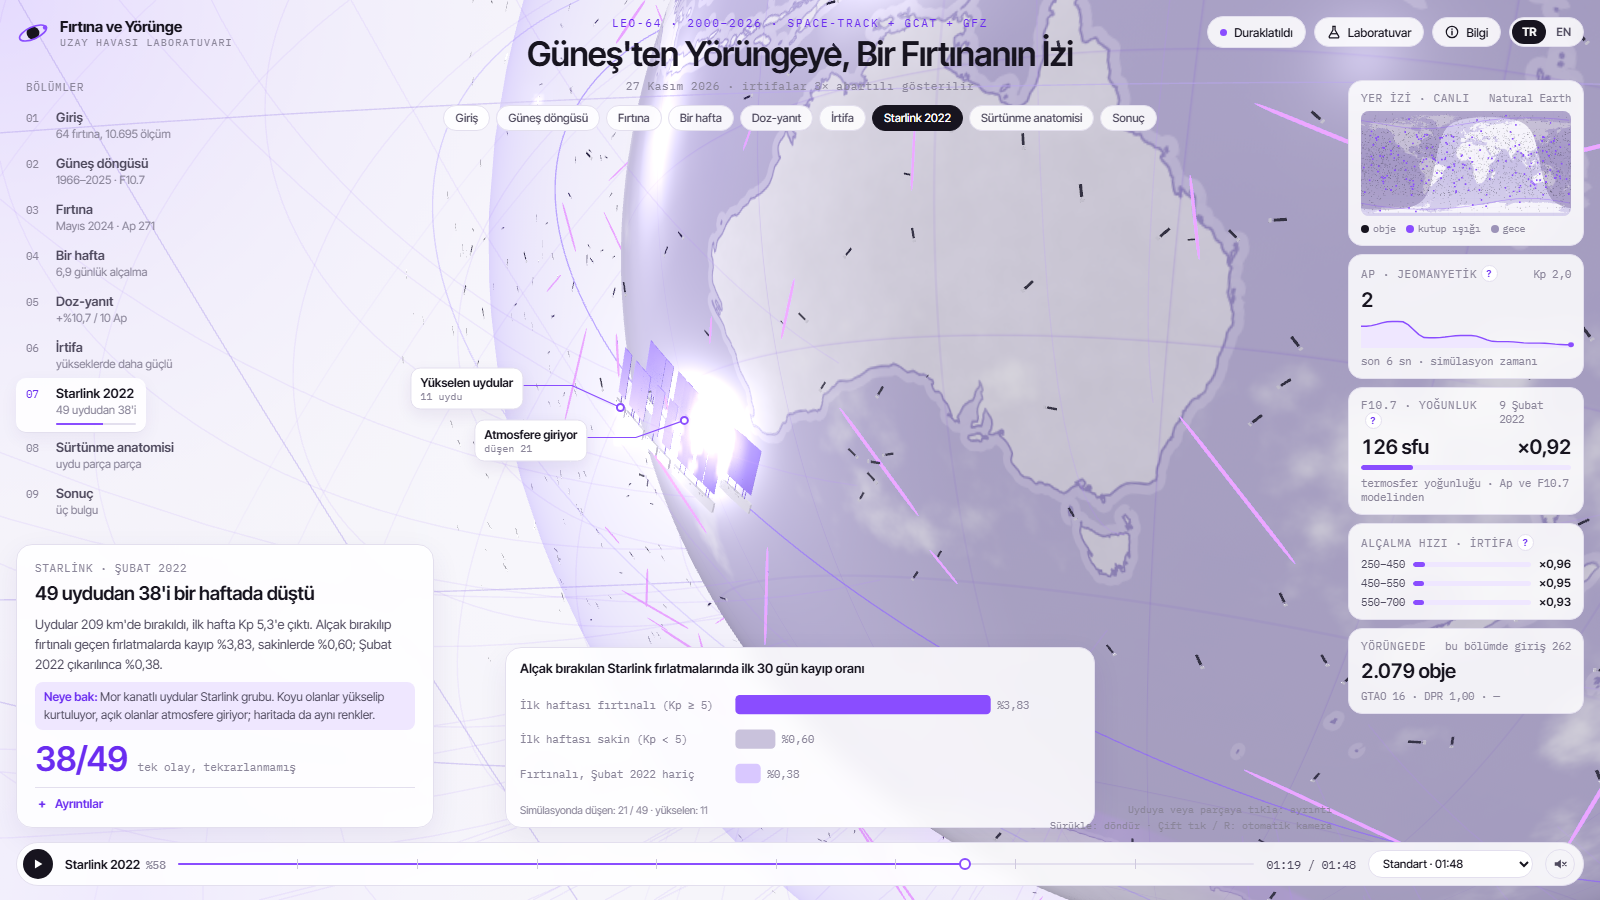 Fırtına ve Yörünge
UZAY HAVASI LABORATUVARI
LEO-64 · 2000–2026 · SPACE-TRACK + GCAT + GFZ
Güneş'ten Yörüngeye, Bir Fırtınanın İzi
27 Kasım 2026 · irtifalar 8× abartılı gösterilir
Giriş
Güneş döngüsü
Fırtına
Bir hafta
Doz-yanıt
İrtifa
Starlink 2022
Sürtünme anatomisi
Sonuç
Duraklatıldı
Laboratuvar
Bilgi
TR
EN
BÖLÜMLER
01 Giriş
64 fırtına, 10.695 ölçüm
02 Güneş döngüsü
1966–2025 · F10.7
03 Fırtına
Mayıs 2024 · Ap 271
04 Bir hafta
6,9 günlük alçalma
05 Doz-yanıt
+%10,7 / 10 Ap
06 İrtifa
yükseklerde daha güçlü
07 Starlink 2022
49 uydudan 38'i
08 Sürtünme anatomisi
uydu parça parça
09 Sonuç
üç bulgu
Yükselen uydular
11 uydu
Atmosfere giriyor
düşen 21
YER İZİ · CANLI Natural Earth
obje kutup ışığı gece
AP · JEOMANYETİK ? Kp 2,0
2
son 6 sn · simülasyon zamanı
F10.7 · YOĞUNLUK ? 9 Şubat 2022
126 sfu ×0,92
termosfer yoğunluğu · Ap ve F10.7
modelinden
ALÇALMA HIZI · İRTİFA ?
250–450 ×0,96
450–550 ×0,95
550–700 ×0,93
YÖRÜNGEDE bu bölümde giriş 262
2.079 obje
GTAO 16 · DPR 1,00 · —
STARLİNK · ŞUBAT 2022
49 uydudan 38'i bir haftada düştü
Uydular 209 km'de bırakıldı, ilk hafta Kp 5,3'e çıktı. Alçak bırakılıp
fırtınalı geçen fırlatmalarda kayıp %3,83, sakinlerde %0,60; Şubat
2022 çıkarılınca %0,38.
Neye bak: Mor kanatlı uydular Starlink grubu. Koyu olanlar yükselip
kurtuluyor, açık olanlar atmosfere giriyor; haritada da aynı renkler.
38/49 tek olay, tekrarlanmamış
+ Ayrıntılar
Alçak bırakılan Starlink fırlatmalarında ilk 30 gün kayıp oranı
İlk haftası fırtınalı (Kp ≥ 5) %3,83
İlk haftası sakin (Kp < 5) %0,60
Fırtınalı, Şubat 2022 hariç %0,38
Simülasyonda düşen: 21 / 49 · yükselen: 11
Uyduya veya parçaya tıkla: ayrıntı
Sürükle: döndür · Çift tık / R: otomatik kamera
Starlink 2022 %58
01:19 / 01:48
Standart · 01:48